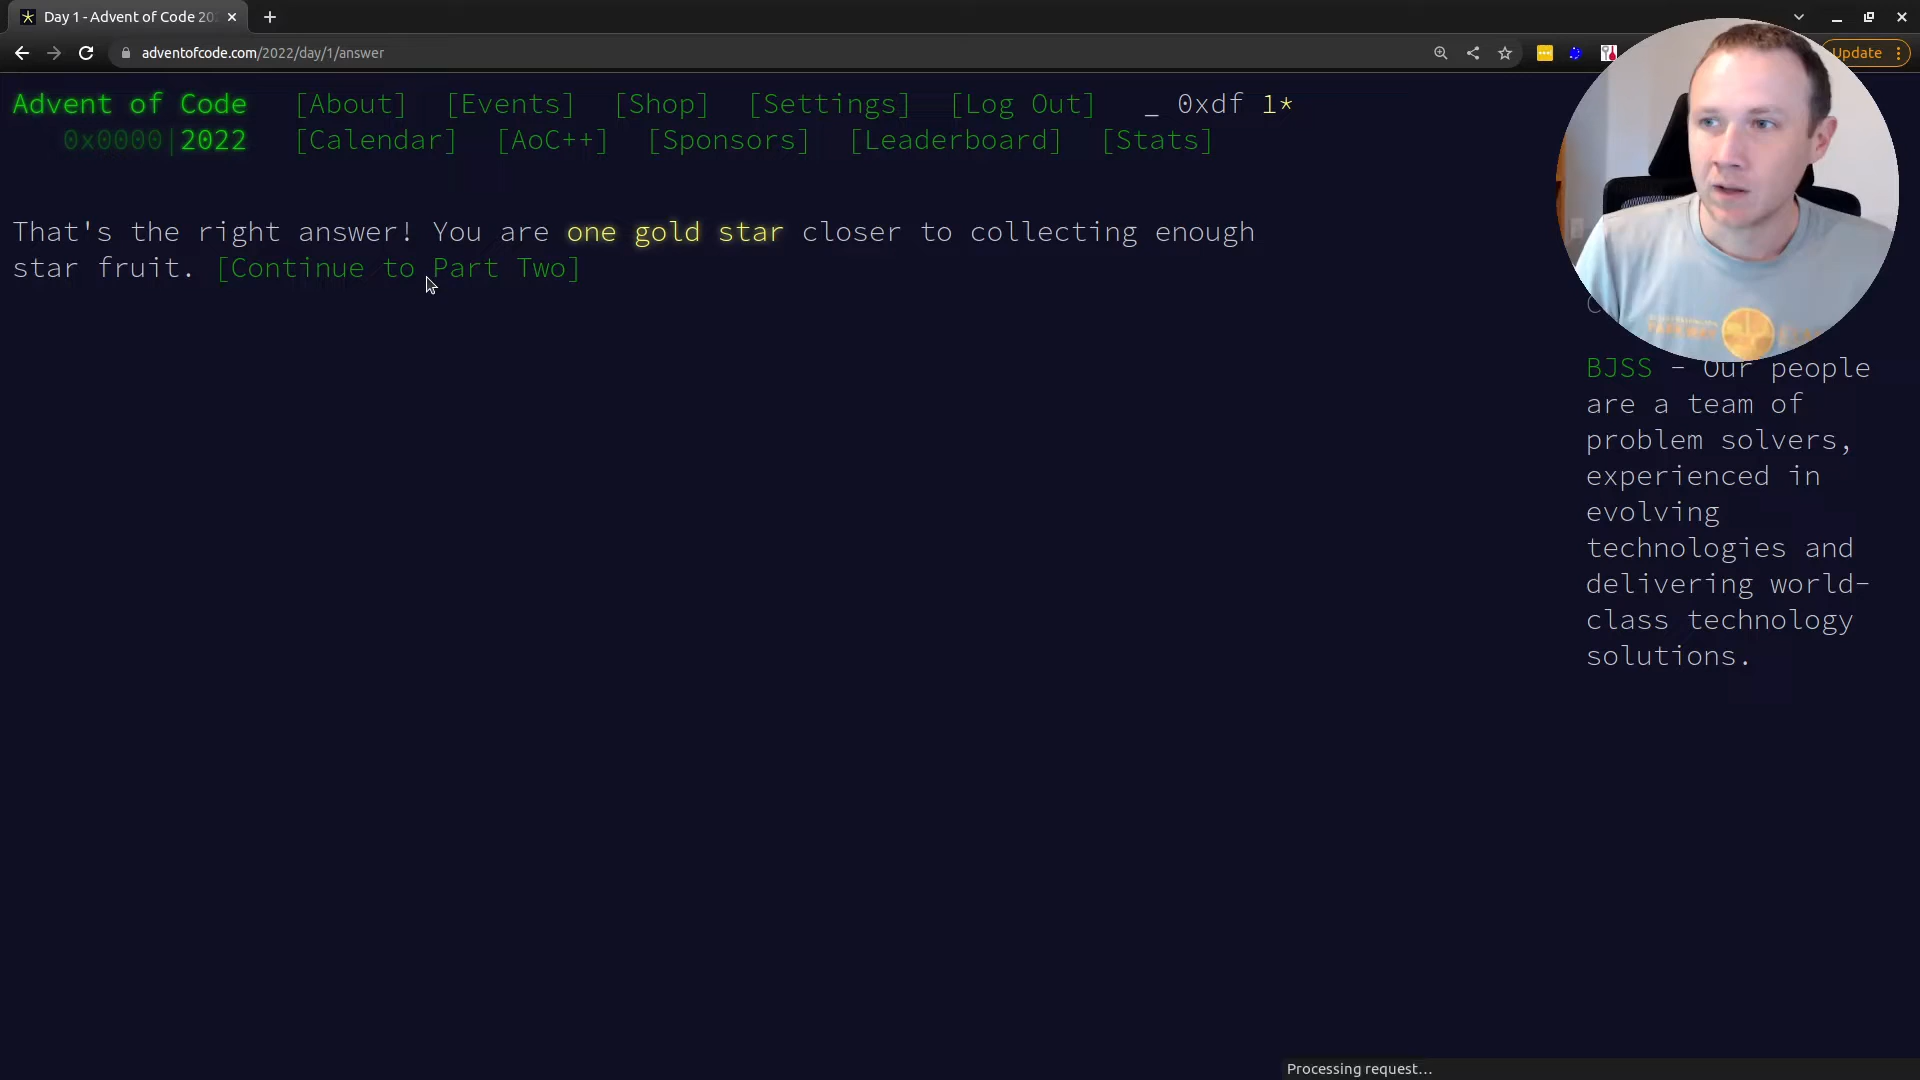 Day 1 - Advent of Code 20
adventofcode.com/2022/day/1/answer
Update
Advent of Code [About] [Events] [Shop] [Settings] [Log Out] _ 0xdf 1*
0x0000|2022 [Calendar] [AoC++] [Sponsors] [Leaderboard] [Stats]
That's the right answer! You are one gold star closer to collecting enough
star fruit. [Continue to Part Two]
BJSS - Our people
are a team of
problem solvers,
experienced in
evolving
technologies and
delivering world-
class technology
solutions.
Processing request...